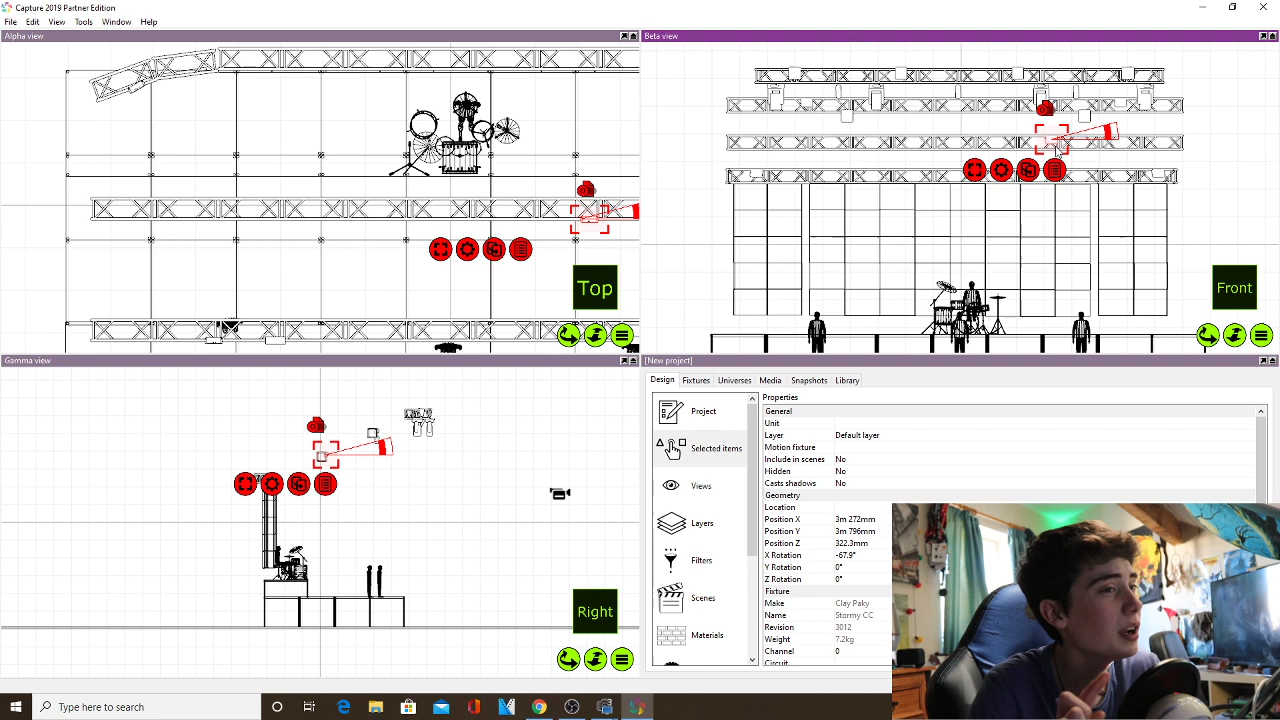 Capture 2019 Partner Edition
File Edit View Tools Window Help
Alpha view
Beta view
Top
Front
Gamma view
[New project]
Design Fixtures Universes Media Snapshots Library
Project
Selected items
Views
Layers
Filters
Scenes
Materials
Properties
General
Unit
Layer Default layer
Motion fixture
Include in scenes No
Hidden No
Casts shadows No
Geometry
Location
Position X 3m 272mm
Position Y 3m 796mm
Position Z 322.3mm
X Rotation -67.9°
Y Rotation 0°
Z Rotation 0°
Fixture
Make Clay Paky
Name Stormy CC
Revision 3012
Weight 7.2kg
Channel 0
Circuit
Right
Type here to search